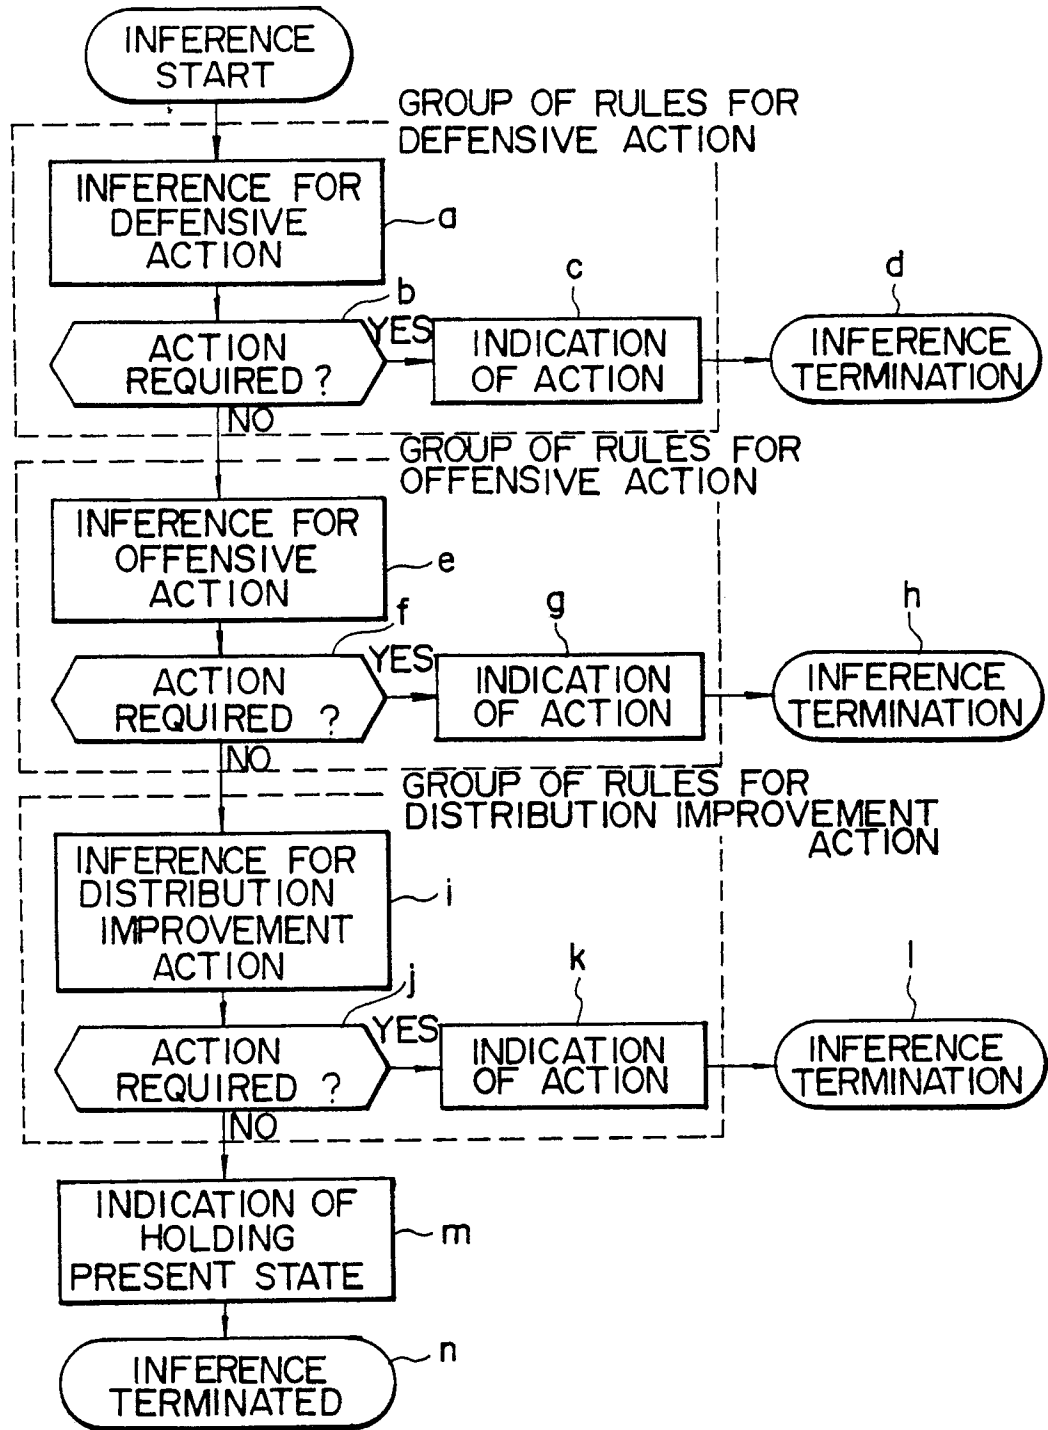 INFERENCE
START
GROUP OF RULES FOR
DEFENSIVE ACTION
INFERENCE FOR
DEFENSIVE
ACTION
a
b
ACTION
REQUIRED ?
YES
NO
c
INDICATION
OF ACTION
d
INFERENCE
TERMINATION
GROUP OF RULES FOR
OFFENSIVE ACTION
INFERENCE FOR
OFFENSIVE
ACTION
e
f
ACTION
REQUIRED ?
YES
NO
g
INDICATION
OF ACTION
h
INFERENCE
TERMINATION
GROUP OF RULES FOR
DISTRIBUTION IMPROVEMENT
ACTION
INFERENCE FOR
DISTRIBUTION
IMPROVEMENT
ACTION
i
j
ACTION
REQUIRED ?
YES
NO
k
INDICATION
OF ACTION
l
INFERENCE
TERMINATION
INDICATION OF
HOLDING
PRESENT STATE
m
INFERENCE
TERMINATED
n